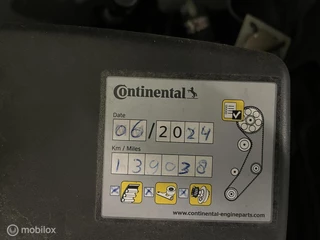 Continental
Date
06/2024
Km / Miles
139038
www.continental-engineparts.com
© mobilox